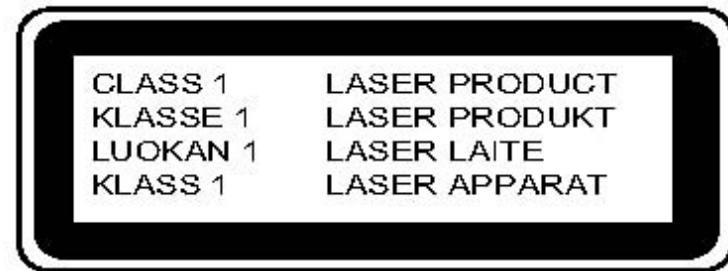 CLASS 1 LASER PRODUCT
KLASSE 1 LASER PRODUKT
LUOKAN 1 LASER LAITE
KLASS 1 LASER APPARAT